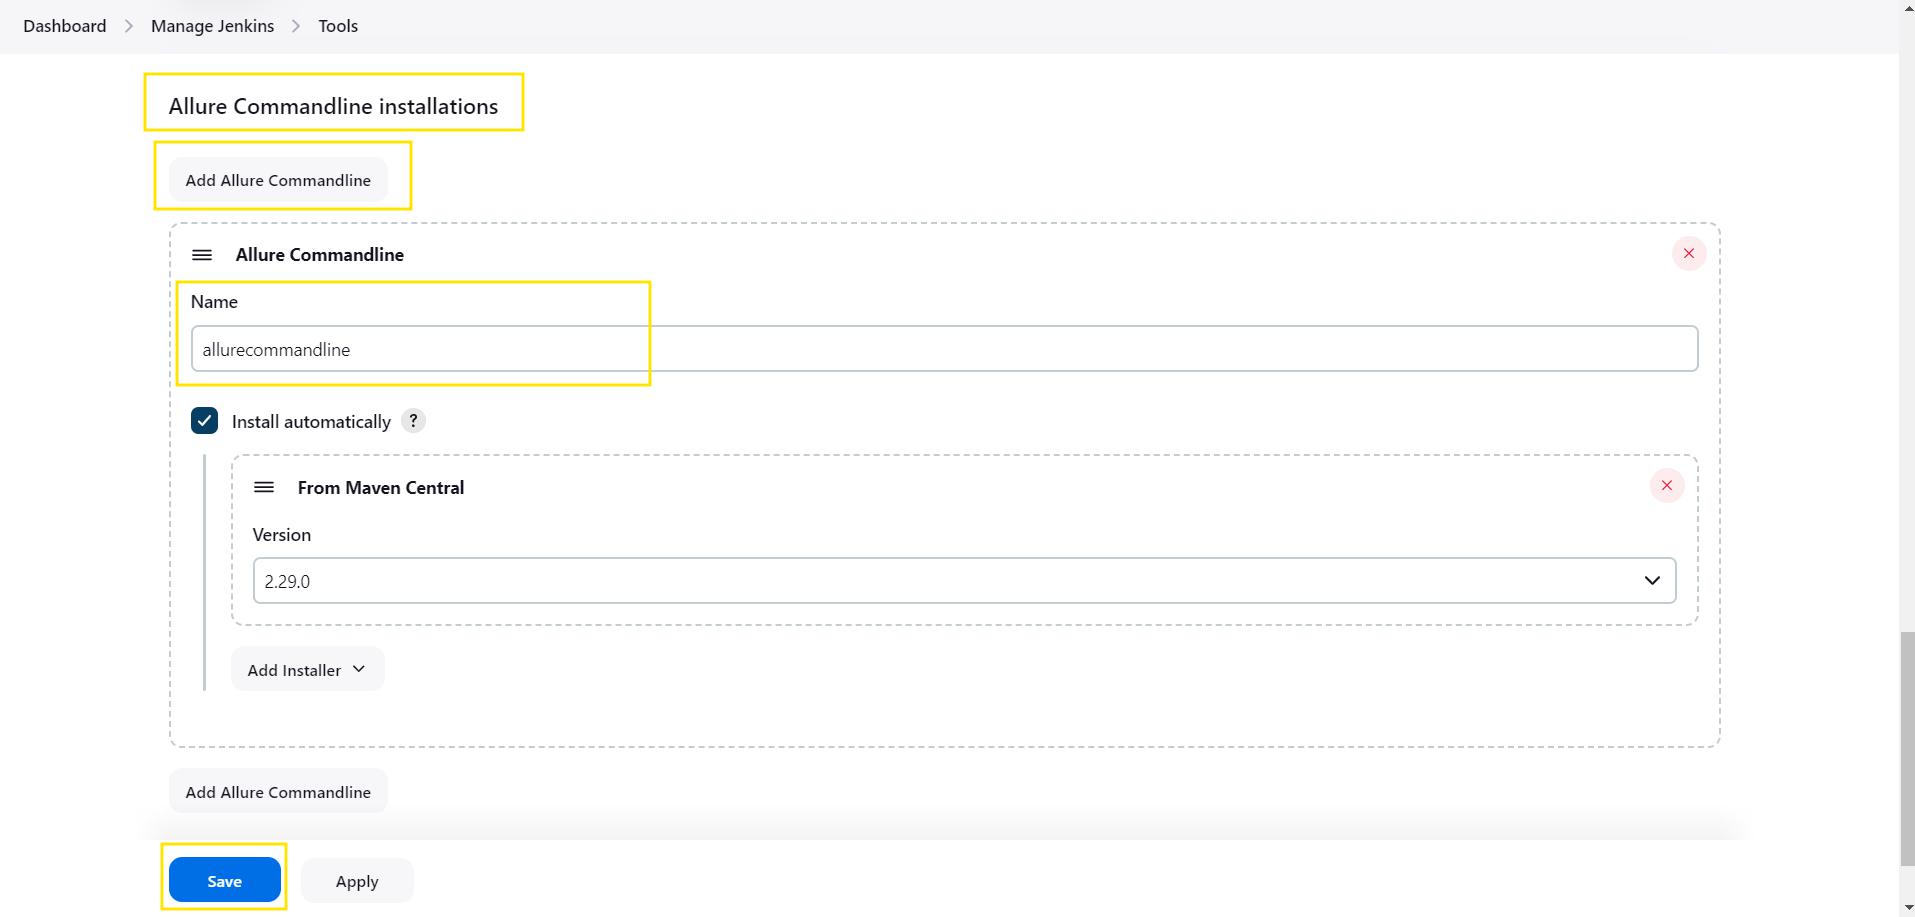 Dashboard > Manage Jenkins > Tools
Allure Commandline installations
Add Allure Commandline
Allure Commandline
Name
allurecommandline
Install automatically ?
From Maven Central
Version
2.29.0
Add Installer
Add Allure Commandline
Save Apply